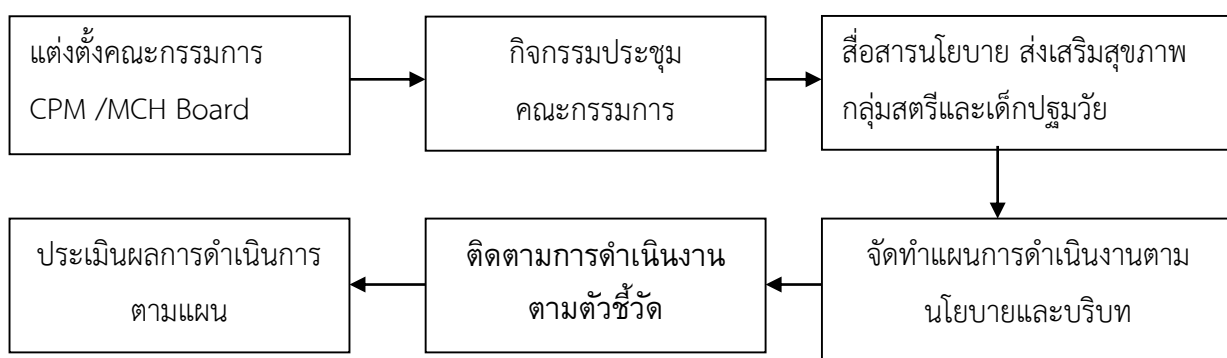 แต่งตั้งคณะกรรมการ
CPM /MCH Board
กิจกรรมประชุม
คณะกรรมการ
สื่อสารนโยบาย ส่งเสริมสุขภาพ
กลุ่มสตรีและเด็กปฐมวัย
จัดทำแผนการดำเนินงานตาม
นโยบายและบริบท
ติดตามการดำเนินงาน
ตามตัวชี้วัด
ประเมินผลการดำเนินการ
ตามแผน